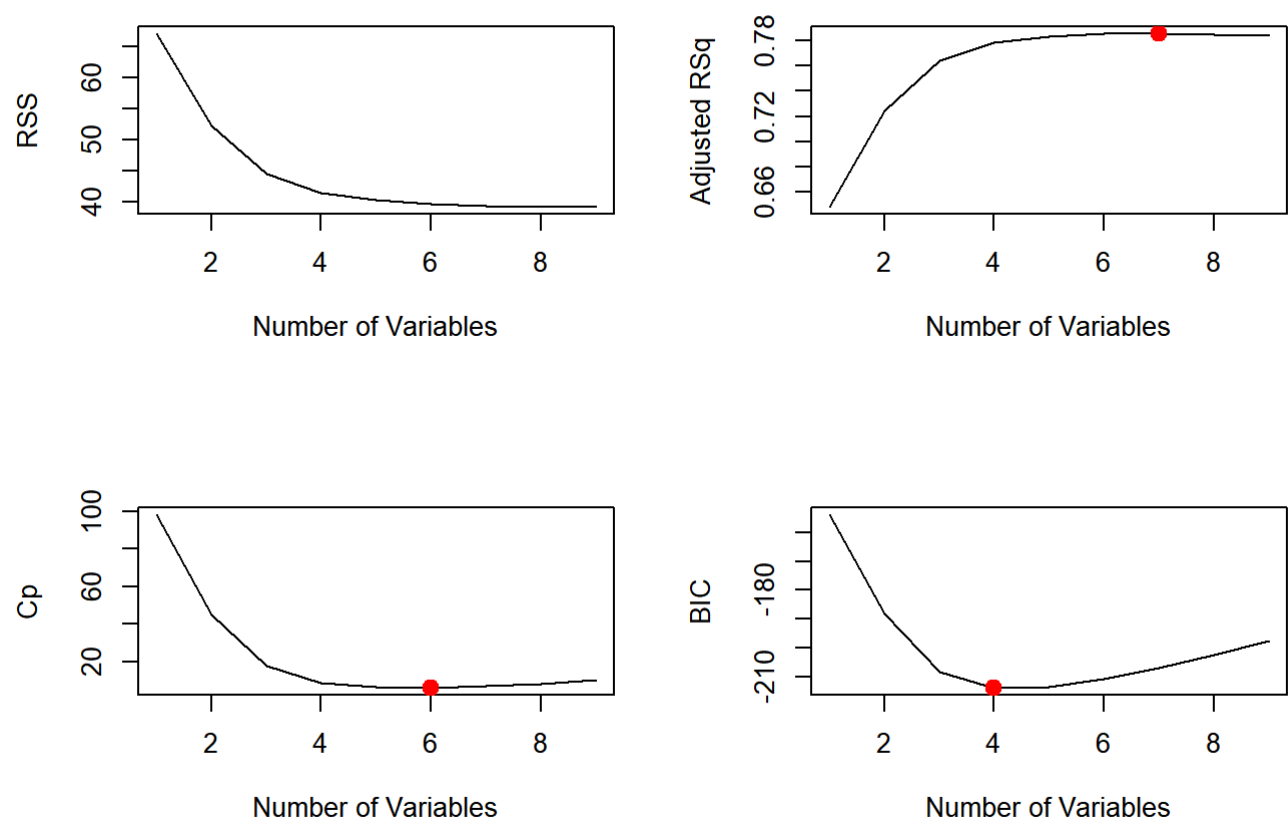 RSS
40 50 60
2 4 6 8
Number of Variables
Adjusted RSq
0.66 0.72 0.78
2 4 6 8
Number of Variables
Cp
20 60 100
2 4 6 8
Number of Variables
BIC
-210 -180
2 4 6 8
Number of Variables